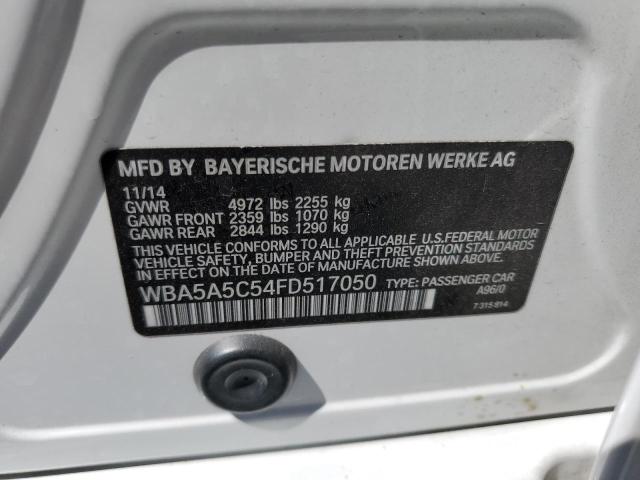 MFD BY BAYERISCHE MOTOREN WERKE AG
11/14
GVWR 4972 lbs 2255 kg
GAWR FRONT 2359 lbs 1070 kg
GAWR REAR 2844 lbs 1290 kg
THIS VEHICLE CONFORMS TO ALL APPLICABLE U.S.FEDERAL MOTOR
VEHICLE SAFETY, BUMPER AND THEFT PREVENTION STANDARDS
IN EFFECT ON THE DATE OF MANUFACTURE SHOWN ABOVE.
WBA5A5C54FD517050 TYPE: PASSENGER CAR
A96/0
7 315 814